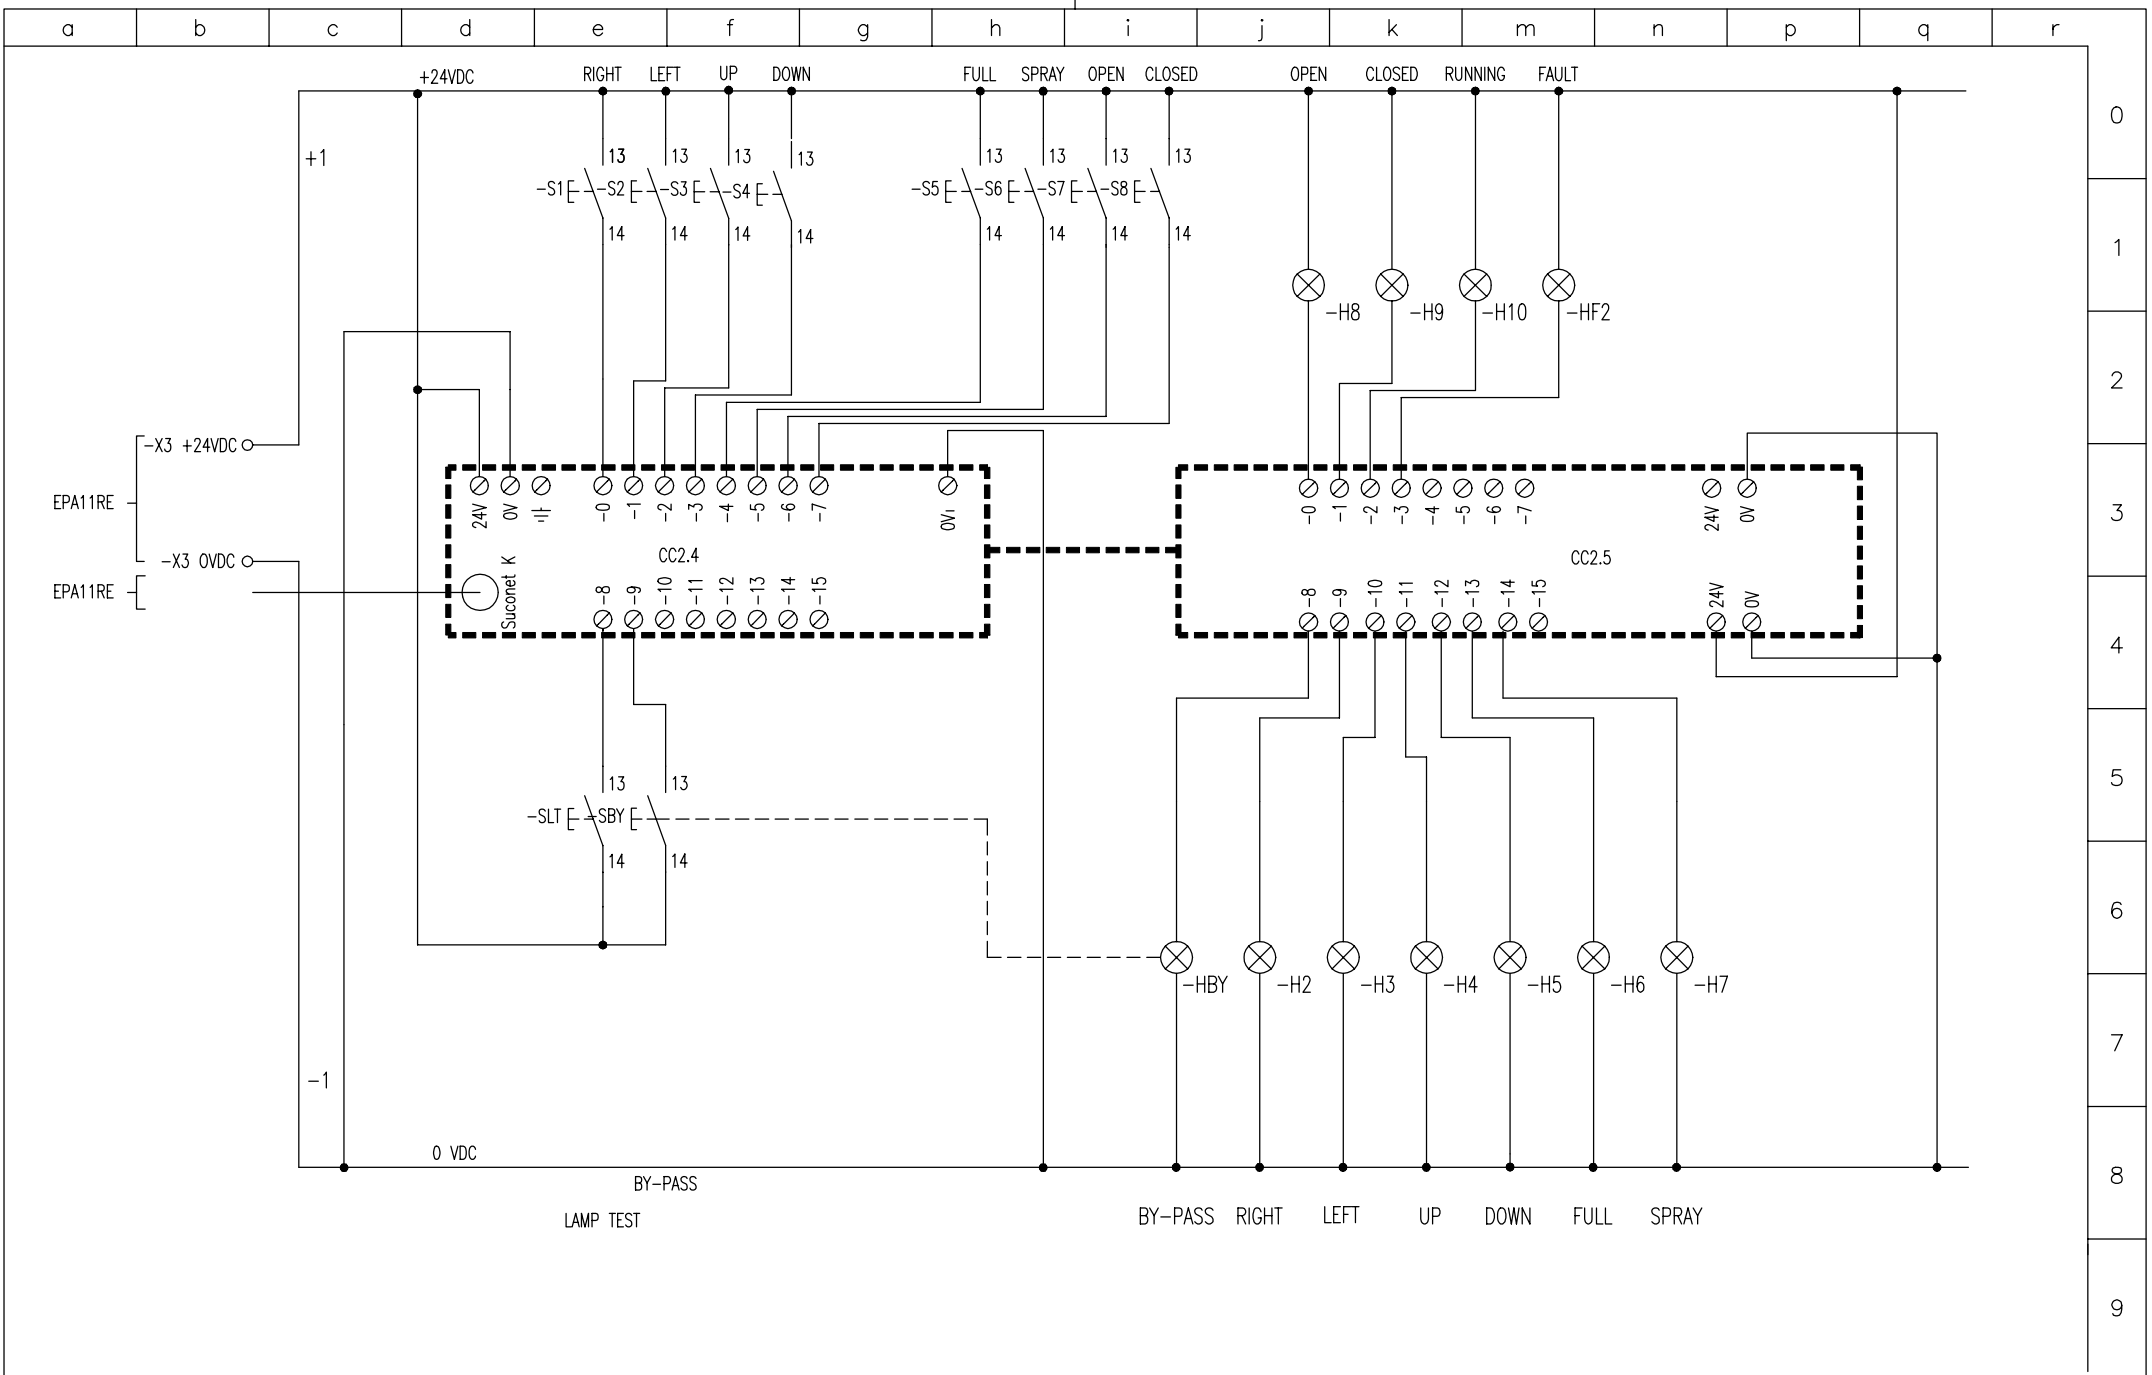 a b c d e f g h i j k m n p q r
+24VDC RIGHT LEFT UP DOWN FULL SPRAY OPEN CLOSED OPEN CLOSED RUNNING FAULT
0
+1 13 13 13 13 13 13 13 13
-S1 -S2 -S3 -S4 -S5 -S6 -S7 -S8
14 14 14 14 14 14 14 14
1
-H8 -H9 -H10 -HF2
2
-X3 +24VDC
EPA11RE
24V 0V -0 -1 -2 -3 -4 -5 -6 -7 0V
-0 -1 -2 -3 -4 -5 -6 -7 24V 0V
3
-X3 0VDC
CC2.4
CC2.5
EPA11RE
Suconet K
-8 -9 -10 -11 -12 -13 -14 -15
-8 -9 -10 -11 -12 -13 -14 -15 24V 0V
4
13 13
5
-SLT -SBY
14 14
6
-HBY -H2 -H3 -H4 -H5 -H6 -H7
7
-1
0 VDC
BY-PASS
8
LAMP TEST
BY-PASS RIGHT LEFT UP DOWN FULL SPRAY
9